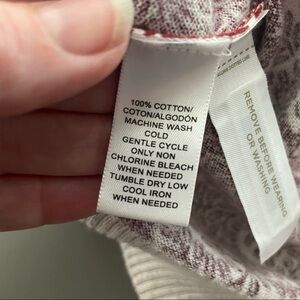 100% COTTON/
COTON/ALGODÓN
MACHINE WASH
COLD
GENTLE CYCLE
ONLY NON
CHLORINE BLEACH
WHEN NEEDED
TUMBLE DRY LOW
COOL IRON
WHEN NEEDED
REMOVE BEFORE WEARING
OR WASHING